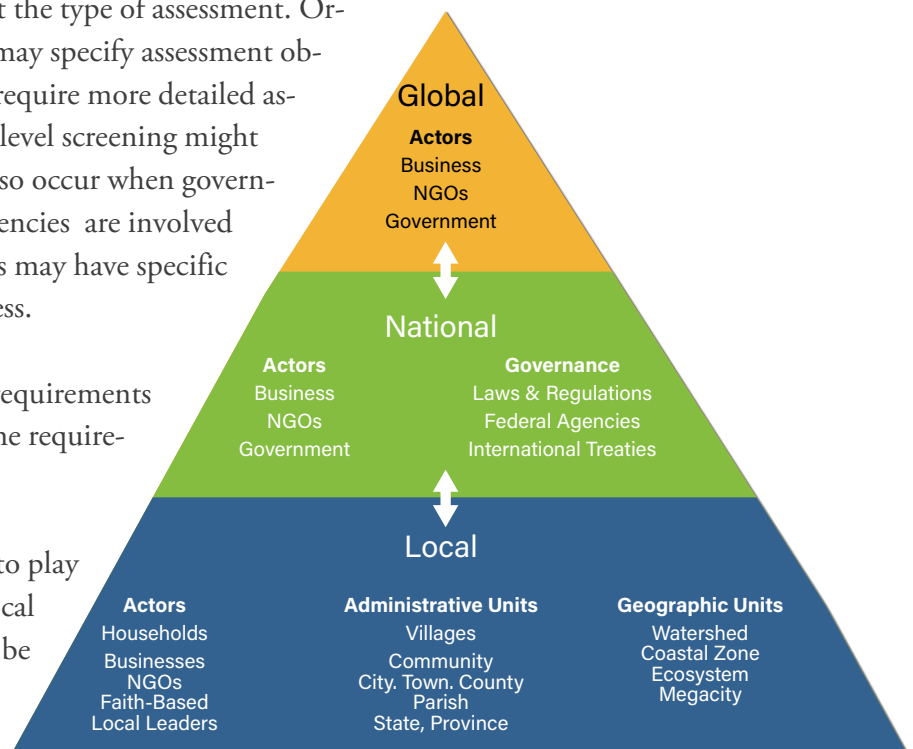 t the type of assessment. Or-
may specify assessment ob-
require more detailed as-
level screening might
so occur when govern-
encies are involved
s may have specific
ess.
requirements
ne require-
to play
cal
be
Global
Actors
Business
NGOs
Government
National
Actors
Business
NGOs
Government
Governance
Laws & Regulations
Federal Agencies
International Treaties
Local
Actors
Households
Businesses
NGOs
Faith-Based
Local Leaders
Administrative Units
Villages
Community
City. Town. County
Parish
State, Province
Geographic Units
Watershed
Coastal Zone
Ecosystem
Megacity